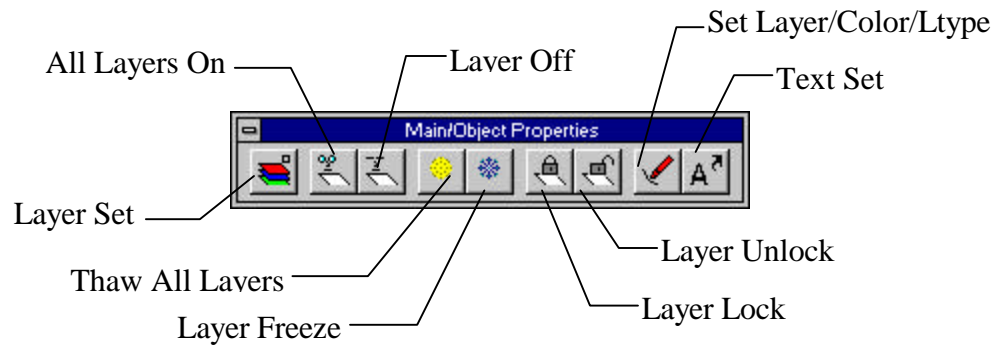 Set Layer/Color/Ltype
All Layers On
Laver Off
Text Set
Main/Object Properties
A
Layer Set
Layer Unlock
Thaw All Lavers
Layer Lock
Layer Freeze